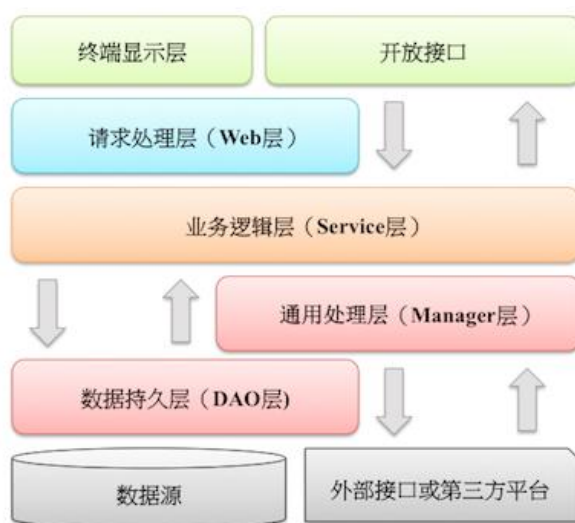 终端显示层
开放接口
请求处理层（Web层）
业务逻辑层（Service层）
通用处理层（Manager层）
数据持久层（DAO层)
数据源
外部接口或第三方平台